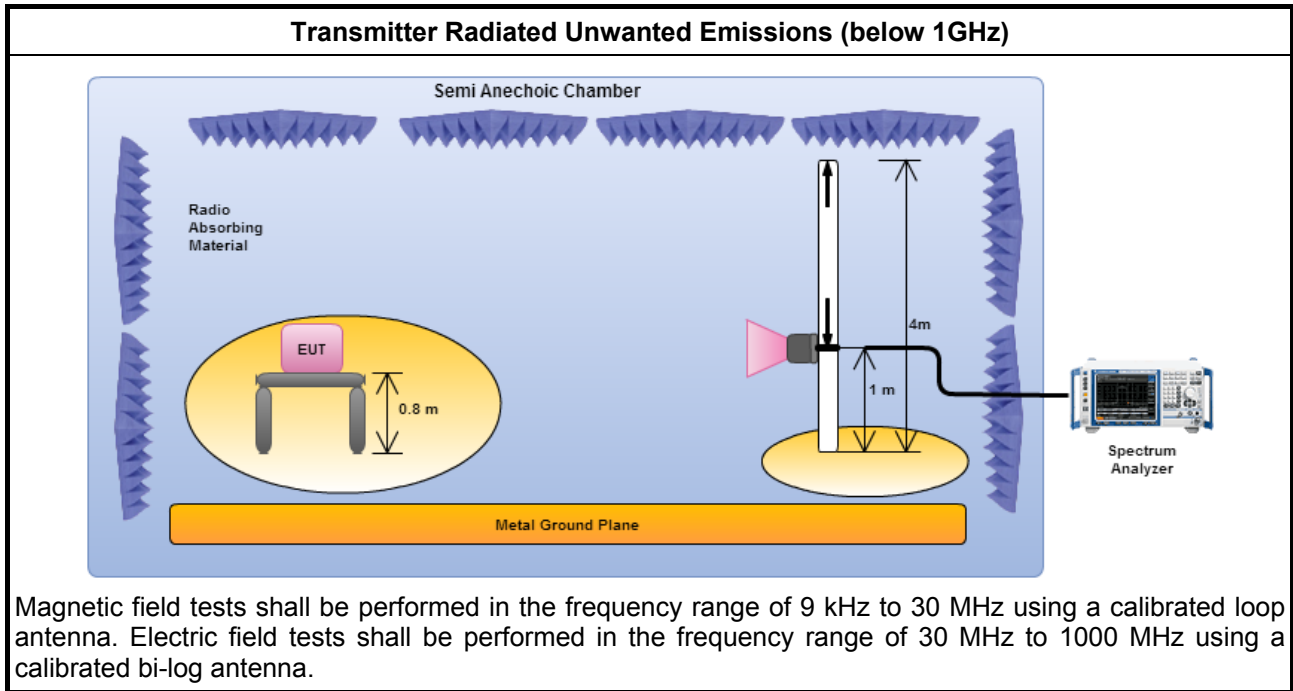 Transmitter Radiated Unwanted Emissions (below 1GHz)
Semi Anechoic Chamber
Radio
Absorbing
Material
EUT
0.8 m
4m
1 m
Spectrum
Analyzer
Metal Ground Plane
Magnetic field tests shall be performed in the frequency range of 9 kHz to 30 MHz using a calibrated loop
antenna. Electric field tests shall be performed in the frequency range of 30 MHz to 1000 MHz using a
calibrated bi-log antenna.